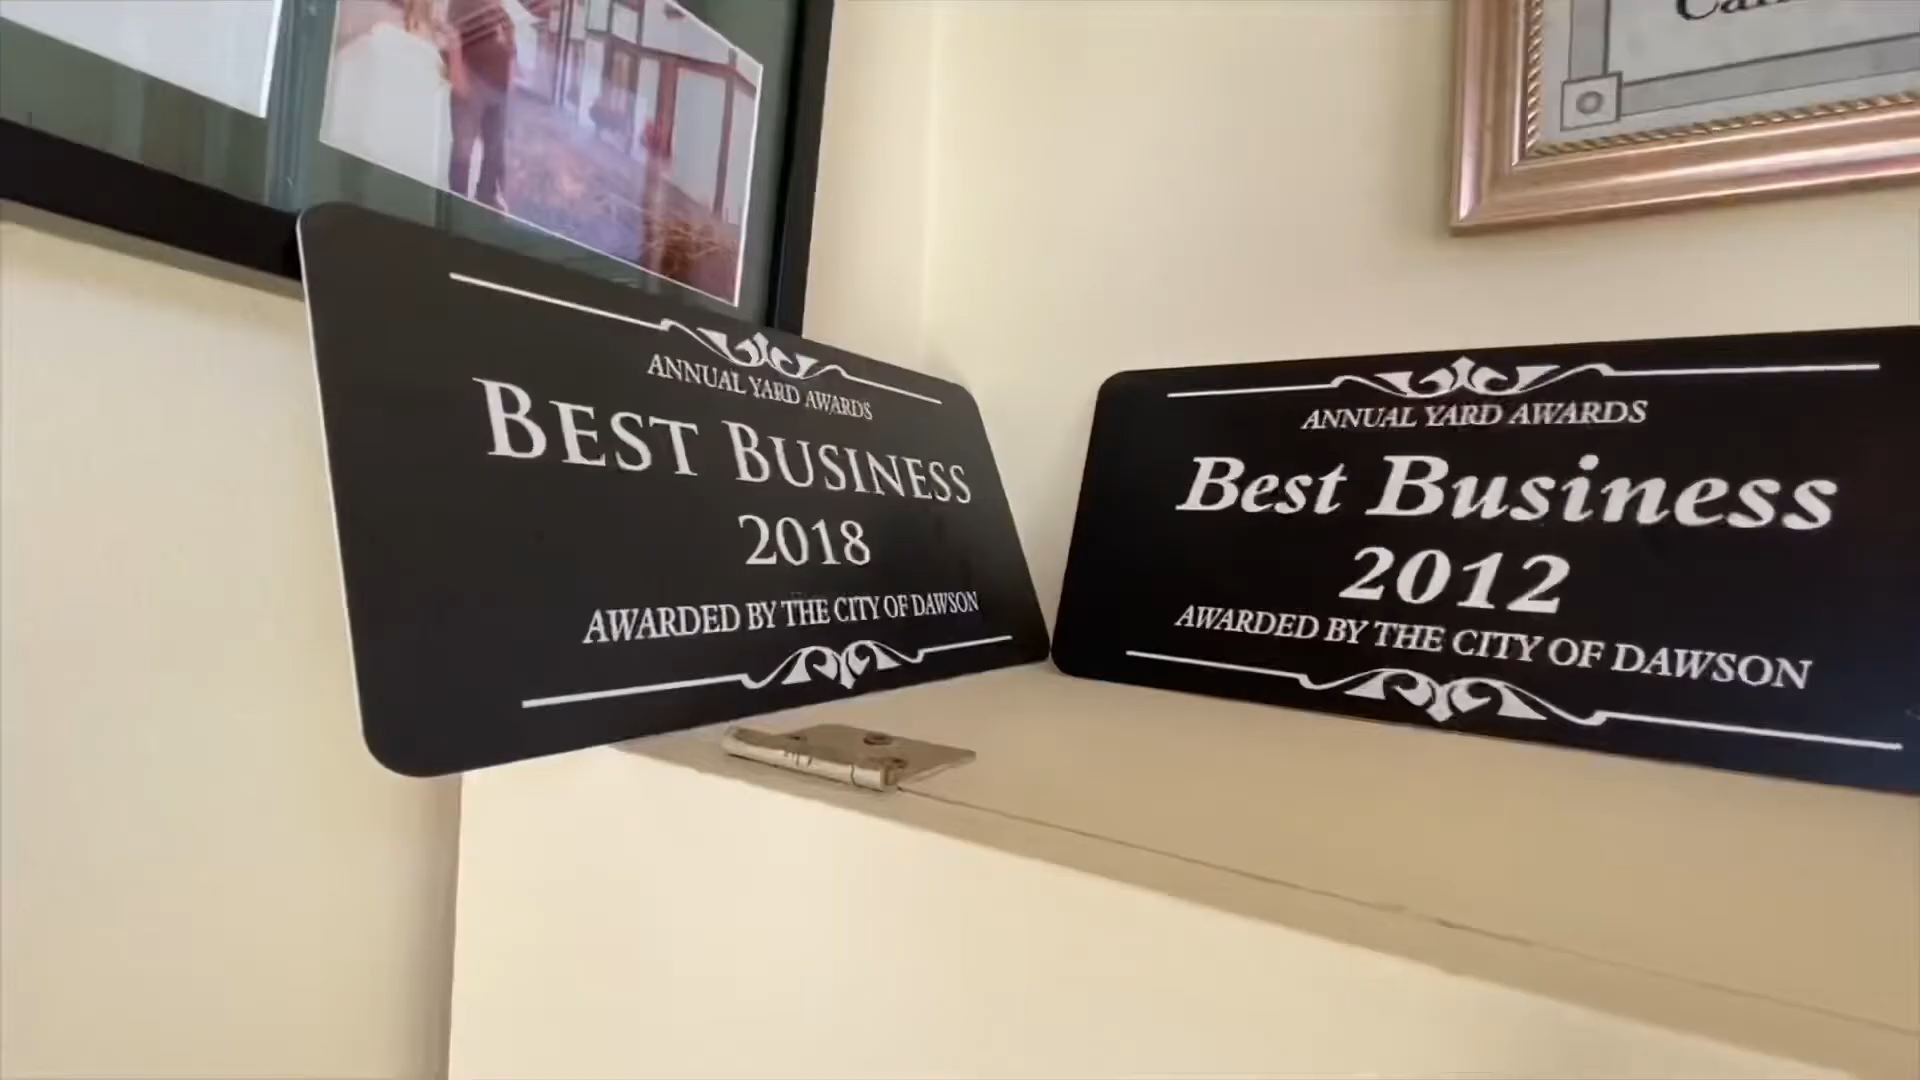 ANNUAL YARD AWARDS
BEST BUSINESS
2018
AWARDED BY THE CITY OF DAWSON
ANNUAL YARD AWARDS
Best Business
2012
AWARDED BY THE CITY OF DAWSON